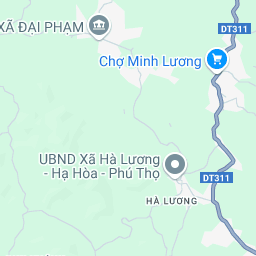 XÃ ĐẠI PHẠM
DT311
Chợ Minh Lương
UBND Xã Hà Lương
- Hạ Hòa - Phú Thọ
DT311
HÀ LƯƠNG